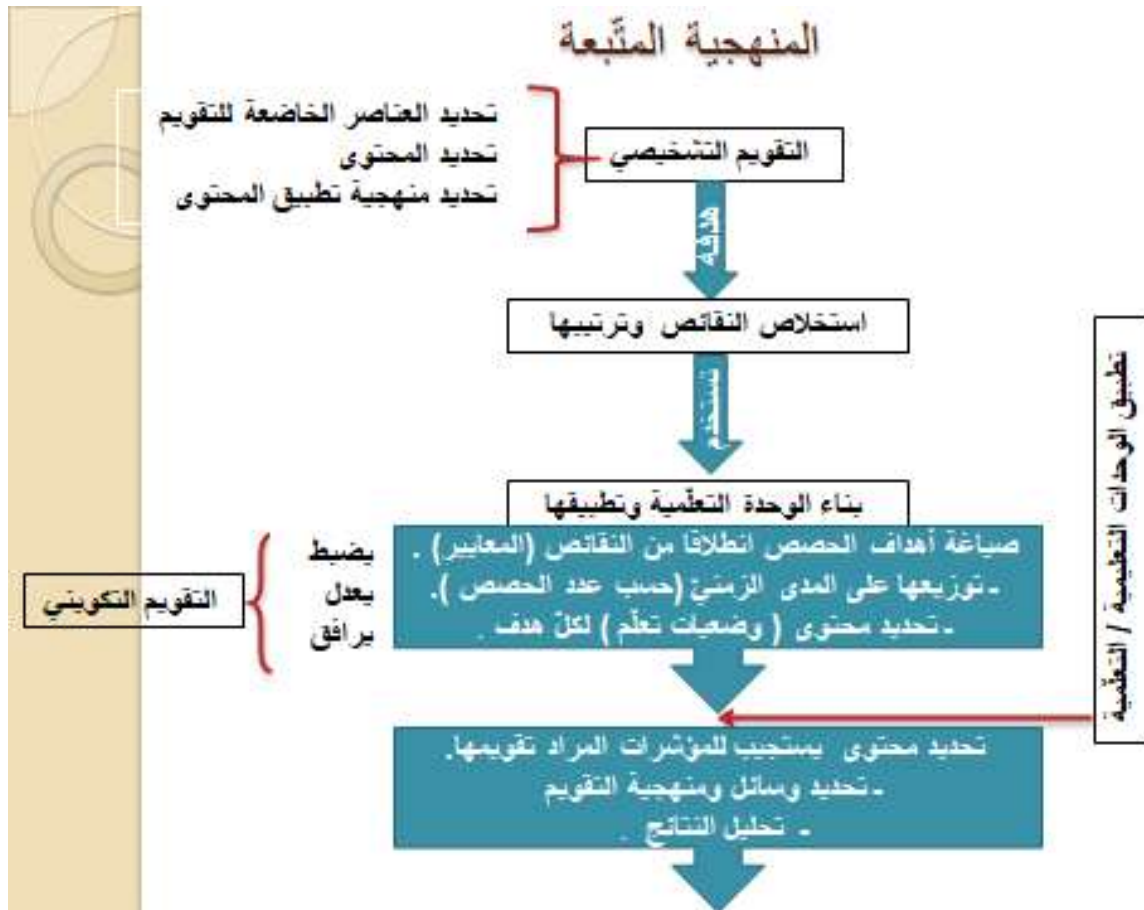 المنهجية المتّبعة
التقويم التشخيصي
تحديد العناصر الخاضعة للتقويم
تحديد المحتوى
تحديد منهجية تطبيق المحتوى
هدفه
استخلاص النقائص وترتيبها
تستخدم
بناء الوحدة التعلّمية وتطبيقها
صياغة أهداف الحصص انطلاقا من النقائص (المعايير) .
- توزيعها على المدى الزمنيّ (حسب عدد الحصص ).
- تحديد محتوى ( وضعيات تعلّم ) لكلّ هدف .
يضبط
يعدل
يرافق
التقويم التكويني
تطبيق الوحدات التعليمية / التعلّمية
تحديد محتوى يستجيب للمؤشرات المراد تقويمها.
- تحديد وسائل ومنهجية التقويم
- تحليل النتائج .